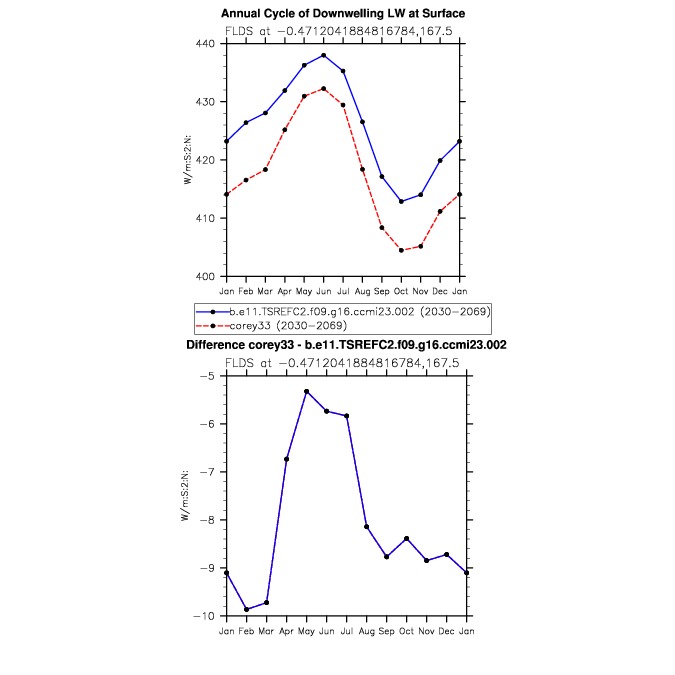 Annual Cycle of Downwelling LW at Surface
FLDS at -0.4712041884816784,167.5
440
430
420
410
400
W/m:S:2:N:
Jan Feb Mar Apr May Jun Jul Aug Sep Oct Nov Dec Jan
b.e11.TSREFC2.f09.g16.ccmi23.002 (2030-2069)
corey33 (2030-2069)
Difference corey33 - b.e11.TSREFC2.f09.g16.ccmi23.002
FLDS at -0.4712041884816784,167.5
-5
-6
-7
-8
-9
-10
W/m:S:2:N:
Jan Feb Mar Apr May Jun Jul Aug Sep Oct Nov Dec Jan